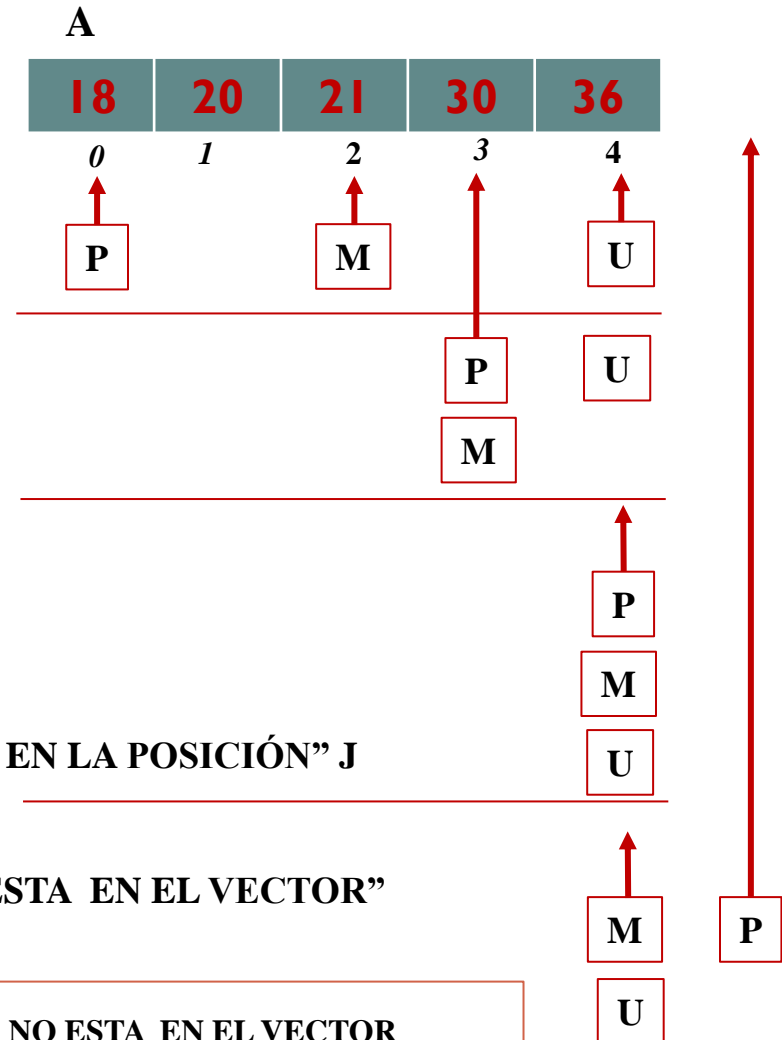 A
18 20 21 30 36
0 1 2 3 4
P M U
P U
M
P
M
EN LA POSICIÓN” J
U
ESTA EN EL VECTOR”
M P
U
NO ESTA EN EL VECTOR